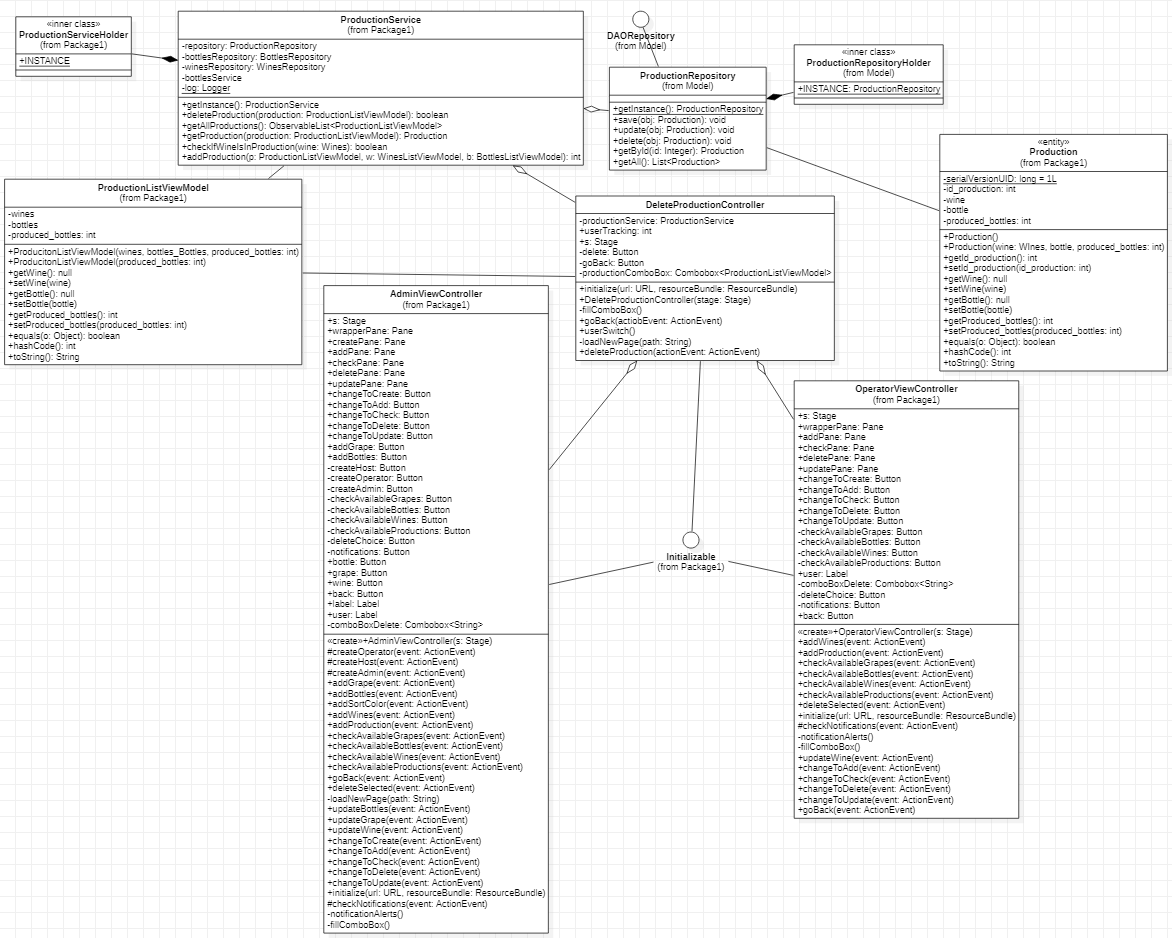 «inner class»
ProductionServiceHolder
(from Package1)
+INSTANCE
ProductionService
(from Package1)
-repository: ProductionRepository
-bottlesRepository: BottlesRepository
-winesRepository: WinesRepository
-bottlesService
-log: Logger
+getInstance(): ProductionService
+deleteProduction(production: ProductionListViewModel): boolean
+getAllProductions(): ObservableList<ProductionListViewModel>
+getProduction(production: ProductionListViewModel): Production
+checkIfWineIsInProduction(wine: Wines): boolean
+addProduction(p: ProductionListViewModel, w: WinesListViewModel, b: BottlesListViewModel): int
DAORepository
(from Model)
ProductionRepository
(from Model)
+getInstance(): ProductionRepository
+save(obj: Production): void
+update(obj: Production): void
+delete(obj: Production): void
+getById(id: Integer): Production
+getAll(): List<Production>
«inner class»
ProductionRepositoryHolder
(from Model)
+INSTANCE: ProductionRepository
«entity»
Production
(from Package1)
-serialVersionUID: long = 1L
-id_production: int
-wine
-bottle
-produced_bottles: int
+Production()
+Production(wine: WInes, bottle, produced_bottles: int)
+getId_production(): int
+setId_production(id_production: int)
+getWine(): null
+setWine(wine)
+getBottle(): null
+setBottle(bottle)
+getProduced_bottles(): int
+setProduced_bottles(produced_bottles: int)
+equals(o: Object): boolean
+hashCode(): int
+toString(): String
ProductionListViewModel
(from Package1)
-wines
-bottles
-produced_bottles: int
+ProducitonListViewModel(wines, bottles_Bottles, produced_bottles: int)
+ProductionListViewModel(produced_bottles: int)
+getWine(): null
+setWine(wine)
+getBottle(): null
+setBottle(bottle)
+getProduced_bottles(): int
+setProduced_bottles(produced_bottles: int)
+equals(o: Object): boolean
+hashCode(): int
+toString(): String
DeleteProductionController
(from Package1)
-productionService: ProductionService
+userTracking: int
+s: Stage
-delete: Button
-goBack: Button
-productionComboBox: Combobox<ProductionListViewModel>
+initialize(url: URL, resourceBundle: ResourceBundle)
+DeleteProductionController(stage: Stage)
-fillComboBox()
+goBack(actiobEvent: ActionEvent)
+userSwitch()
-loadNewPage(path: String)
+deleteProduction(actionEvent: ActionEvent)
AdminViewController
(from Package1)
+s: Stage
+wrapperPane: Pane
+createPane: Pane
+addPane: Pane
+checkPane: Pane
+deletePane: Pane
+updatePane: Pane
+changeToCreate: Button
+changeToAdd: Button
+changeToCheck: Button
+changeToDelete: Button
+changeToUpdate: Button
+addGrape: Button
+addBottles: Button
-createHost: Button
-createOperator: Button
-createAdmin: Button
-checkAvailableGrapes: Button
-checkAvailableBottles: Button
-checkAvailableWines: Button
-checkAvailableProductions: Button
-deleteChoice: Button
-notifications: Button
+bottle: Button
+grape: Button
+wine: Button
+back: Button
+label: Label
+user: Label
-comboBoxDelete: Combobox<String>
«create»+AdminViewController(s: Stage)
#createOperator(event: ActionEvent)
#createHost(event: ActionEvent)
#createAdmin(event: ActionEvent)
+addGrape(event: ActionEvent)
+addBottles(event: ActionEvent)
+addSortColor(event: ActionEvent)
+addWines(event: ActionEvent)
+addProduction(event: ActionEvent)
+checkAvailableGrapes(event: ActionEvent)
+checkAvailableBottles(event: ActionEvent)
+checkAvailableWines(event: ActionEvent)
+checkAvailableProductions(event: ActionEvent)
+goBack(event: ActionEvent)
+deleteSelected(event: ActionEvent)
-loadNewPage(path: String)
+updateBottles(event: ActionEvent)
+updateGrape(event: ActionEvent)
+updateWine(event: ActionEvent)
+changeToCreate(event: ActionEvent)
+changeToAdd(event: ActionEvent)
+changeToCheck(event: ActionEvent)
+changeToDelete(event: ActionEvent)
+changeToUpdate(event: ActionEvent)
+initialize(url: URL, resourceBundle: ResourceBundle)
#checkNotifications(event: ActionEvent)
-notificationAlerts()
-fillComboBox()
Initializable
(from Package1)
OperatorViewController
(from Package1)
+s: Stage
+wrapperPane: Pane
+addPane: Pane
+checkPane: Pane
+deletePane: Pane
+updatePane: Pane
+changeToCreate: Button
+changeToAdd: Button
+changeToCheck: Button
+changeToDelete: Button
+changeToUpdate: Button
-checkAvailableGrapes: Button
-checkAvailableBottles: Button
-checkAvailableWines: Button
-checkAvailableProductions: Button
+user: Label
-comboBoxDelete: Combobox<String>
-deleteChoice: Button
-notifications: Button
+back: Button
«create»+OperatorViewController(s: Stage)
+addWines(event: ActionEvent)
+addProduction(event: ActionEvent)
+checkAvailableGrapes(event: ActionEvent)
+checkAvailableBottles(event: ActionEvent)
+checkAvailableWines(event: ActionEvent)
+checkAvailableProductions(event: ActionEvent)
+deleteSelected(event: ActionEvent)
+initialize(url: URL, resourceBundle: ResourceBundle)
#checkNotifications(event: ActionEvent)
-notificationAlerts()
-fillComboBox()
+updateWine(event: ActionEvent)
+changeToAdd(event: ActionEvent)
+changeToCheck(event: ActionEvent)
+changeToDelete(event: ActionEvent)
+changeToUpdate(event: ActionEvent)
+goBack(event: ActionEvent)